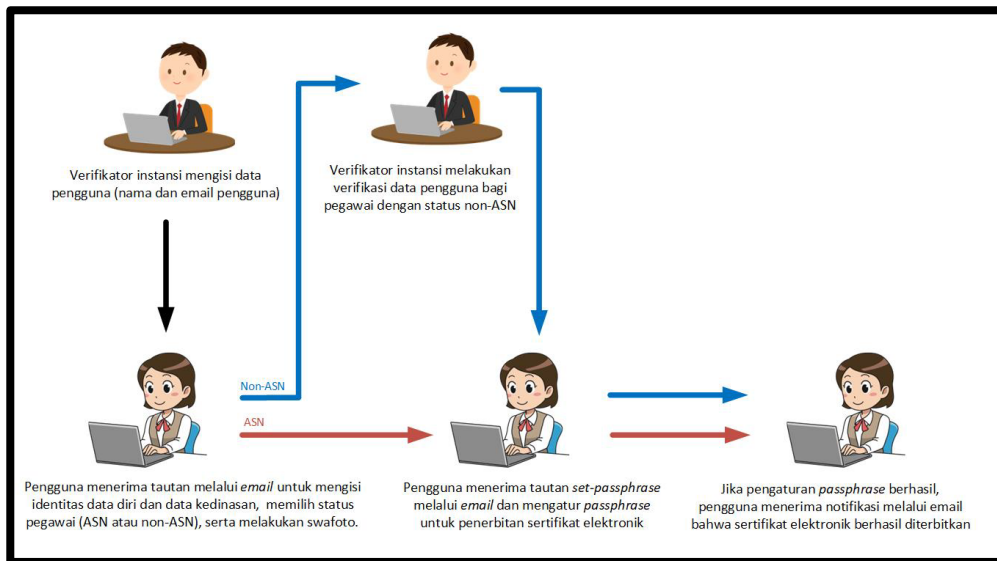 Verifikator instansi mengisi data
pengguna (nama dan email pengguna)
Verifikator instansi melakukan
verifikasi data pengguna bagi
pegawai dengan status non-ASN
Non-ASN
ASN
Pengguna menerima tautan melalui email untuk mengisi
identitas data diri dan data kedinasan, memilih status
pegawai (ASN atau non-ASN), serta melakukan swafoto.
Pengguna menerima tautan set-passphrase
melalui email dan mengatur passphrase
untuk penerbitan sertifikat elektronik
Jika pengaturan passphrase berhasil,
pengguna menerima notifikasi melalui email
bahwa sertifikat elektronik berhasil diterbitkan